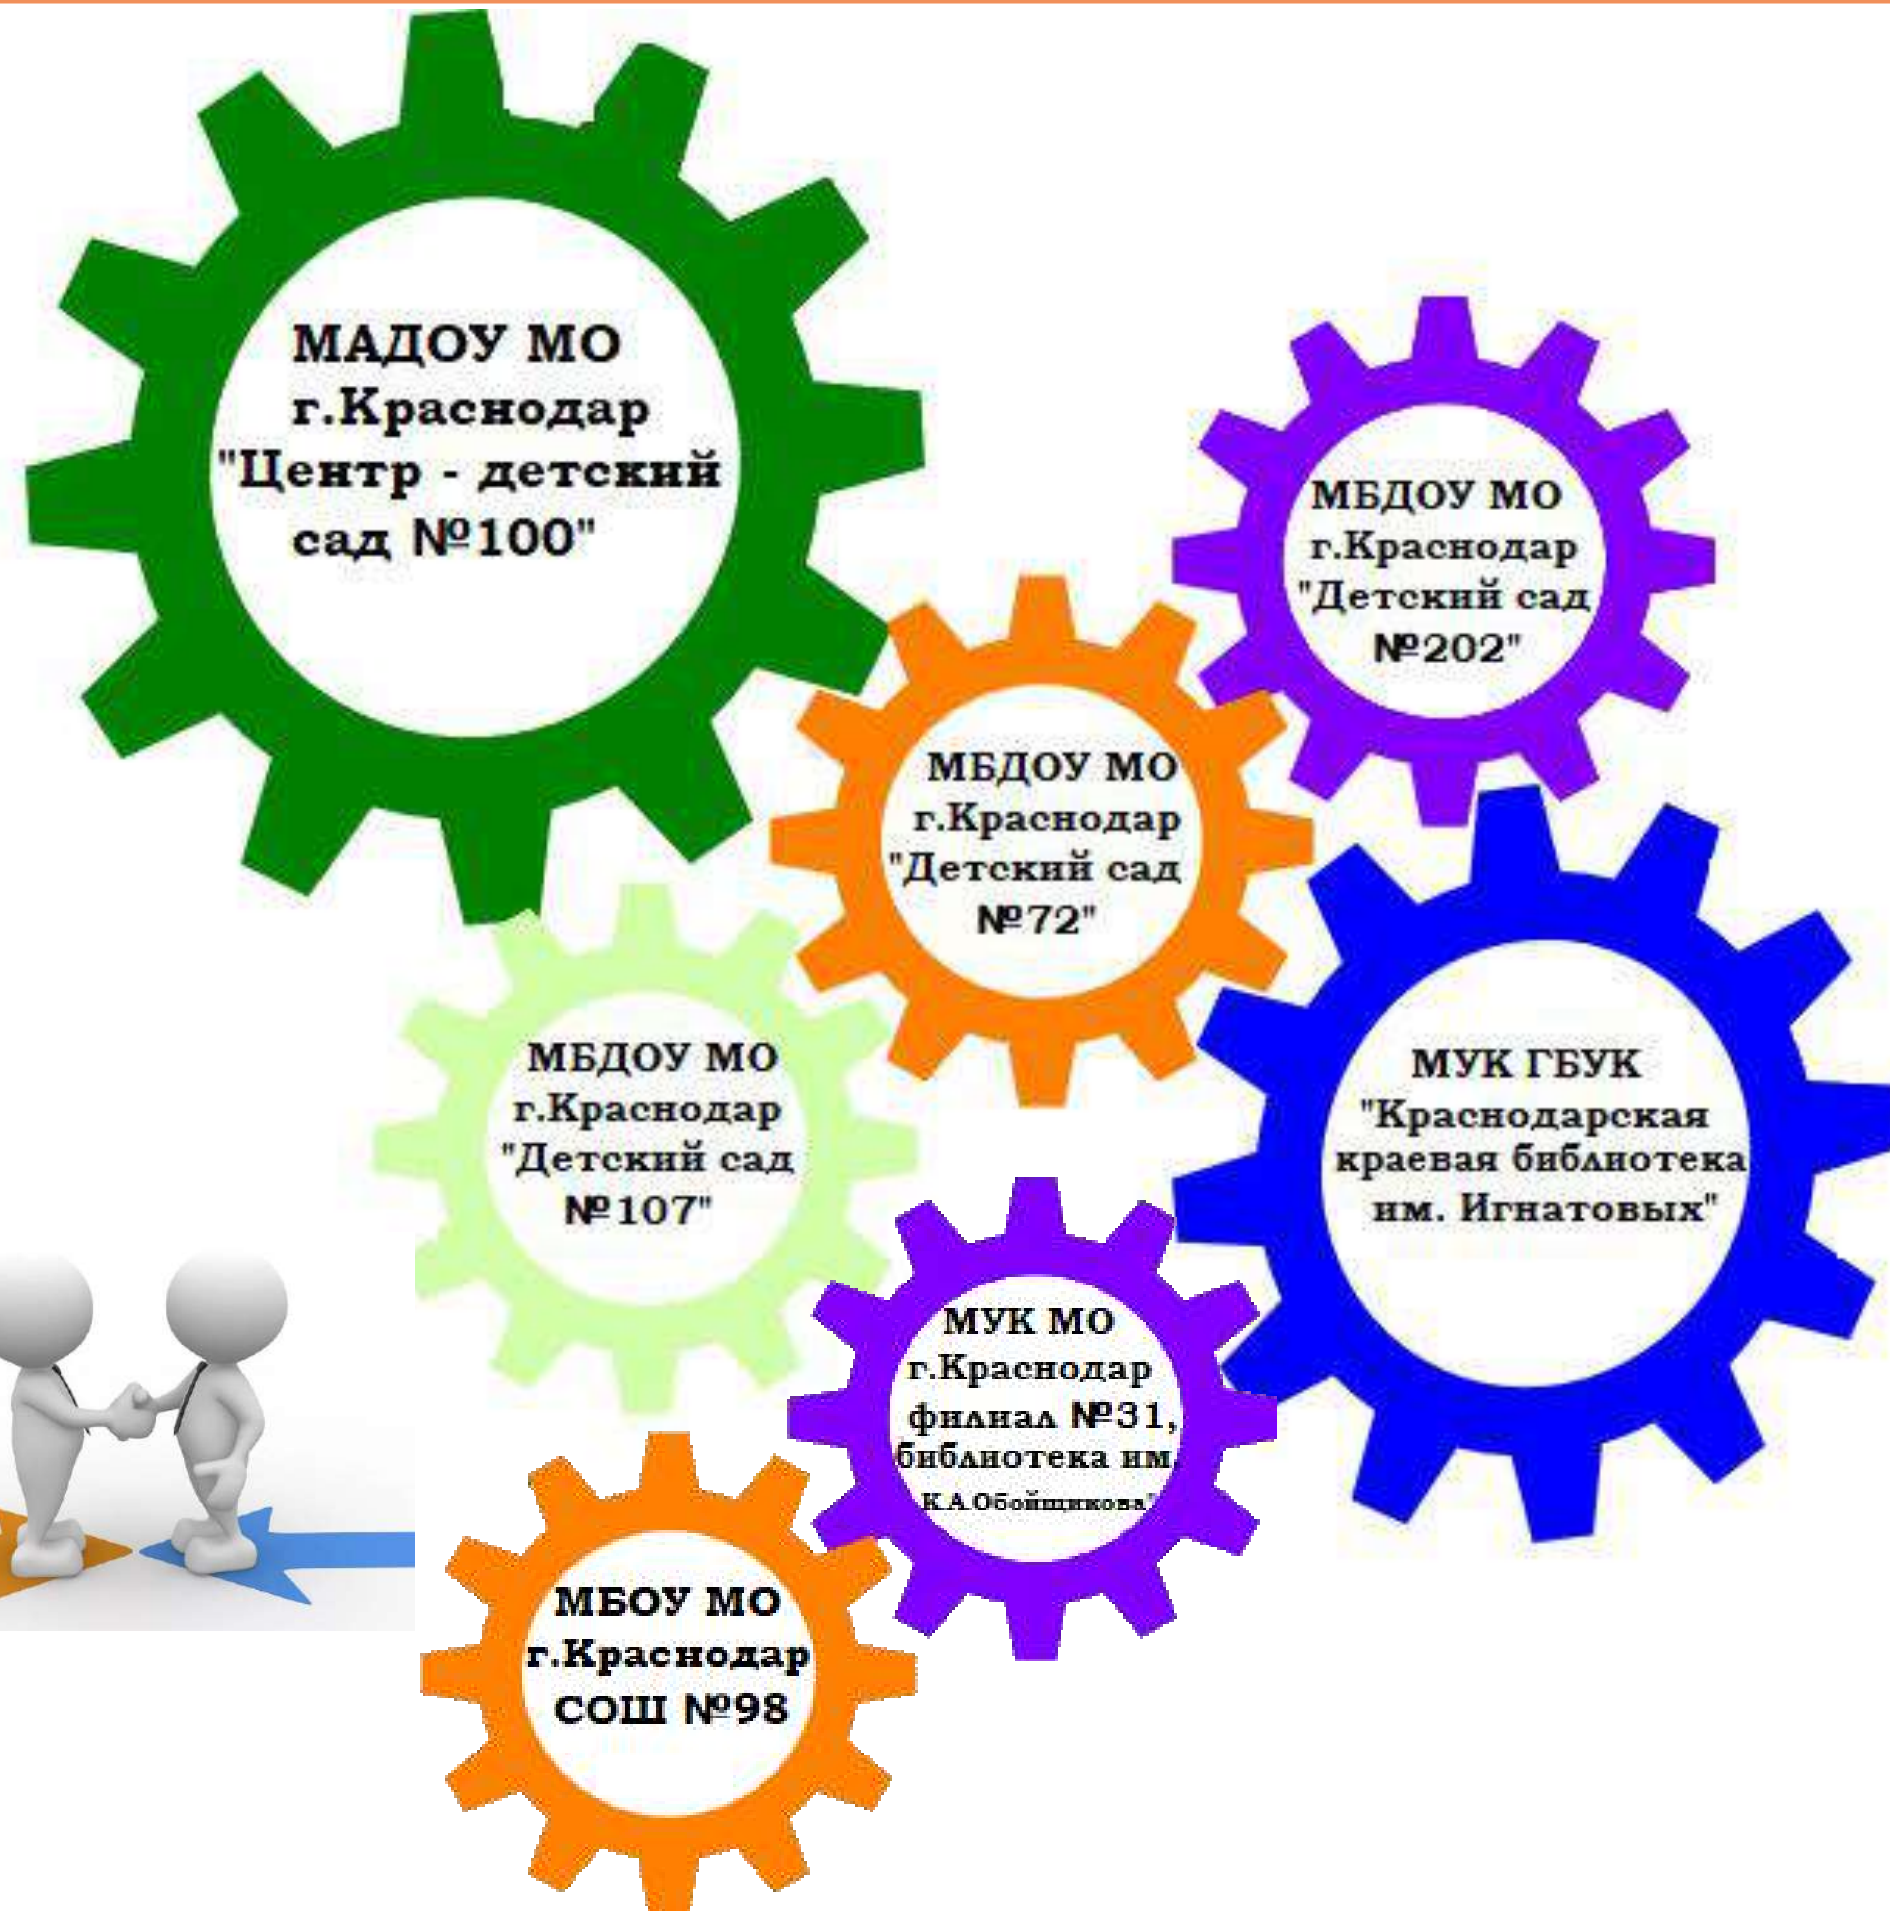 МАДОУ МО
г.Краснодар
"Центр - детский
сад №100"
МБДОУ МО
г.Краснодар
"Детский сад
№202"
МБДОУ МО
г.Краснодар
"Детский сад
№72"
МБДОУ МО
г.Краснодар
"Детский сад
№107"
МУК ГБУК
"Краснодарская
краевая библиотека
им. Игнатовых"
МУК МО
г.Краснодар
филиал №31,
библиотека им.
К.А.Обойщикова"
МБОУ МО
г.Краснодар
СОШ №98